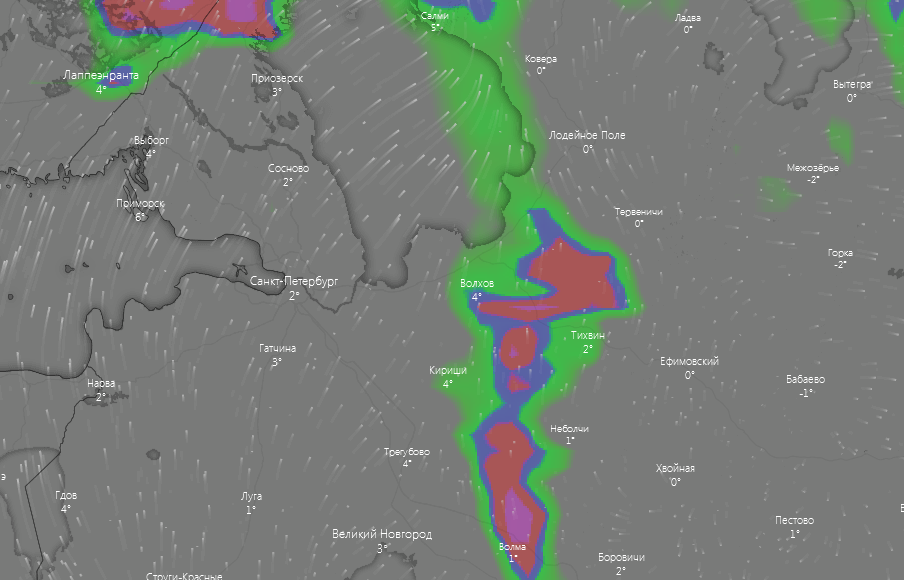 Салми
5°
Ладва
0°
Ковера
0°
Лаппеэнранта
4°
Приозерск
3°
Вытегра
0°
Выборг
4°
Лодейное Поле
0°
Сосново
2°
Межозёрье
-2°
Приморск
6°
Тервеничи
0°
Горка
-2°
Санкт-Петербург
2°
Волхов
4°
Тихвин
2°
Гатчина
3°
Ефимовский
0°
Кириши
4°
Бабаево
-1°
Нарва
2°
Неболчи
1°
Трегубово
4°
Хвойная
0°
э
Гдов
4°
Луга
1°
Пестово
1°
Великий Новгород
3°
Волма
1°
Боровичи
2°
Струги-Красные